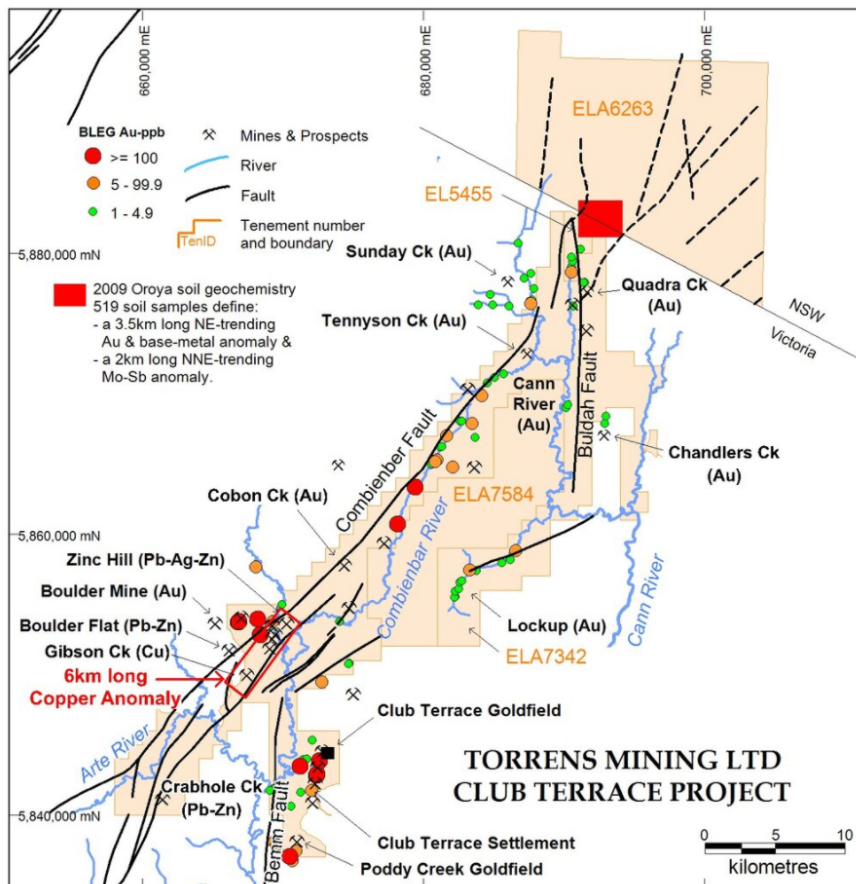 660,000 mE
680,000 mE
700,000 mE
BLEG Au-ppb
>= 100
5 - 99.9
1 - 4.9
Mines & Prospects
River
Fault
TenID
Tenement number
and boundary
ELA6263
EL5455
5,880,000 mN
Sunday Ck (Au)
2009 Oroya soil geochemistry
519 soil samples define:
- a 3.5km long NE-trending
Au & base-metal anomaly &
- a 2km long NNE-trending
Mo-Sb anomaly.
Quadra Ck
(Au)
NSW
Victoria
Tennyson Ck (Au)
Cann
River
(Au)
Buldah Fault
Chandlers Ck
(Au)
Combienber Fault
Cobon Ck (Au)
ELA7584
5,860,000 mN
Combienbar River
Zinc Hill (Pb-Ag-Zn)
Boulder Mine (Au)
Boulder Flat (Pb-Zn)
Gibson Ck (Cu)
6km long
Copper Anomaly
Lockup (Au)
ELA7342
Cann River
Arte River
Club Terrace Goldfield
Crabhole Ck
(Pb-Zn)
Bemm Fault
TORRENS MINING LTD
CLUB TERRACE PROJECT
5,840,000 mN
Club Terrace Settlement
Poddy Creek Goldfield
0 5 10
kilometres